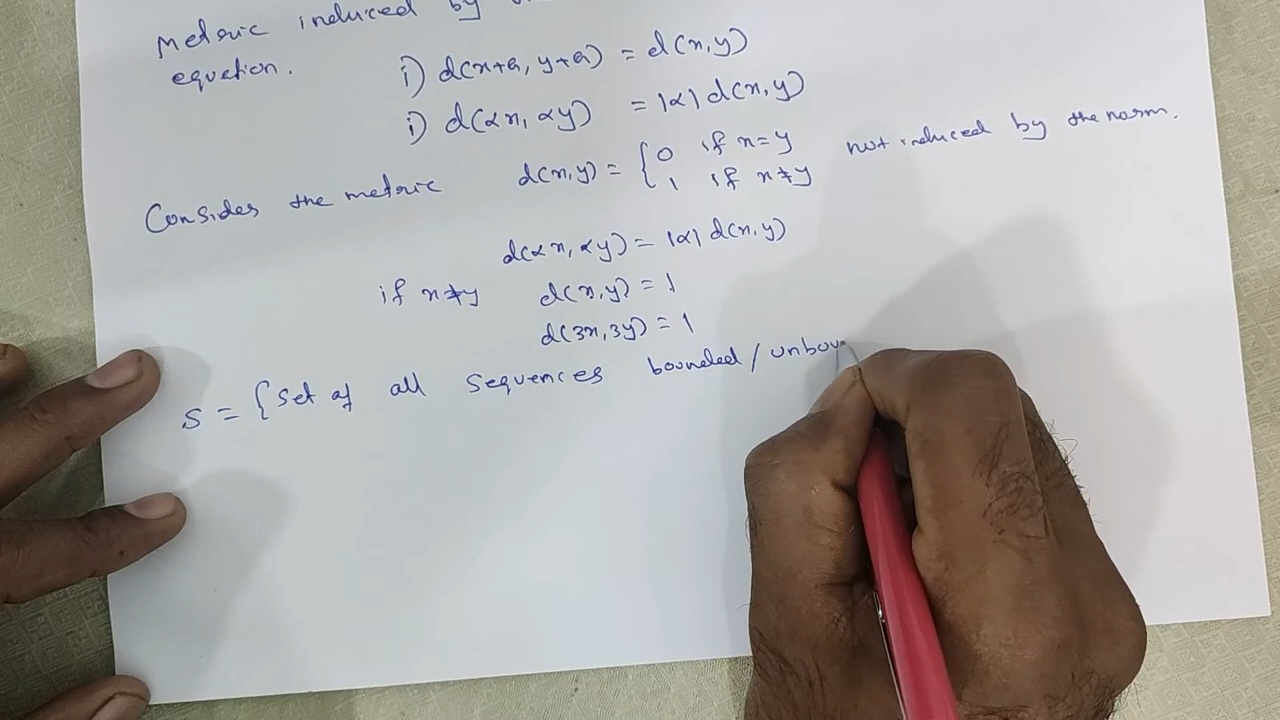 Metric induced by
equetion. i) d(x+a, y+a) = d(x,y)
i) d(αx, αy) = |α| d(x,y)
Consider the metric d(x,y) = { 0 if x=y
1 if x≠y not induced by the norm.
d(αx, αy) = |α| d(x,y)
if x≠y d(x,y) = 1
d(3x,3y) = 1
S = { Set of all sequences bounded / unbou